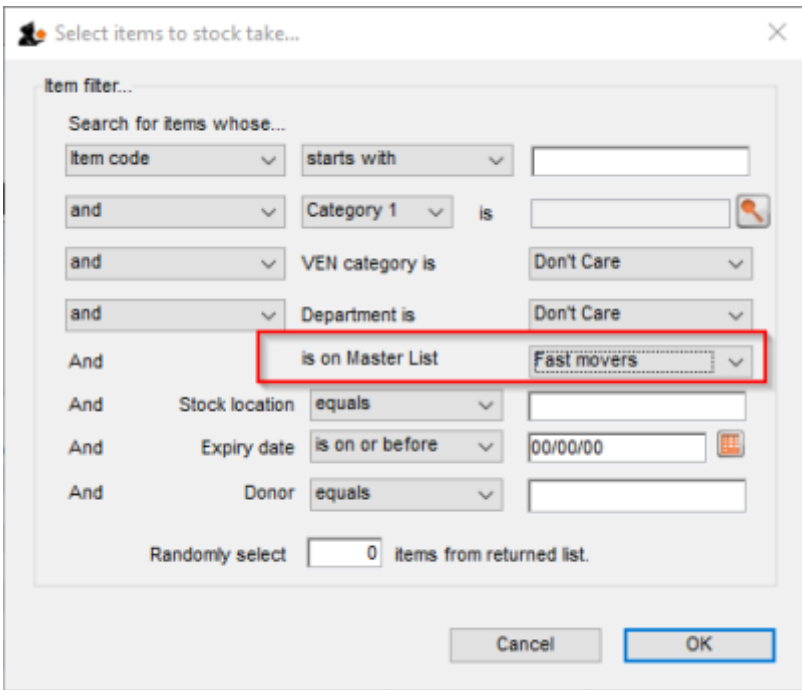 Select items to stock take...
Item filter...
Search for items whose...
Item code starts with
and Category 1 is
and VEN category is Don't Care
and Department is Don't Care
And is on Master List Fast movers
And Stock location equals
And Expiry date is on or before 00/00/00
And Donor equals
Randomly select 0 items from returned list.
Cancel OK